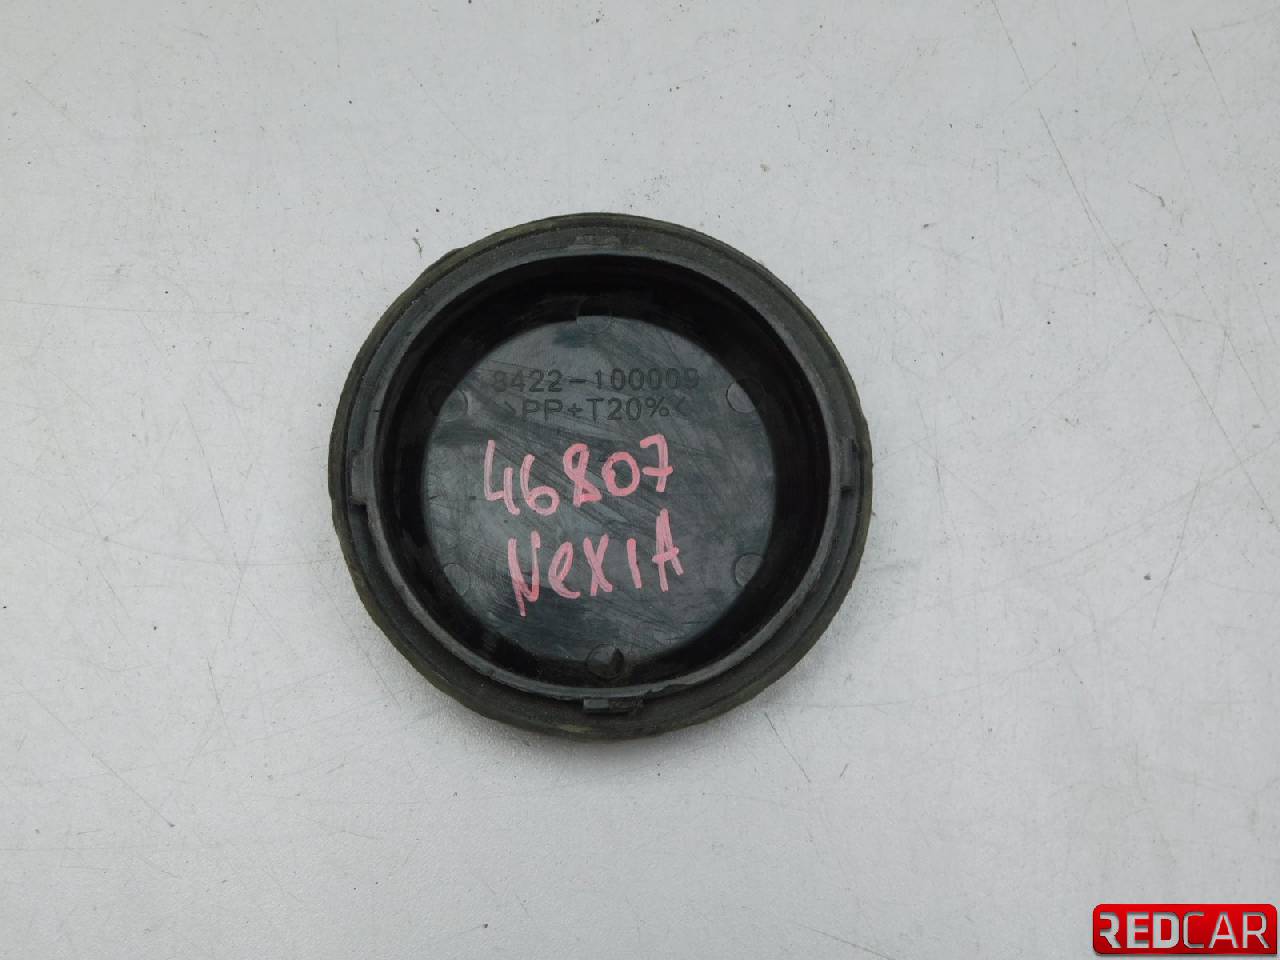 8422-100009
>PP+T20%<
46807
NexiA
REDCAR